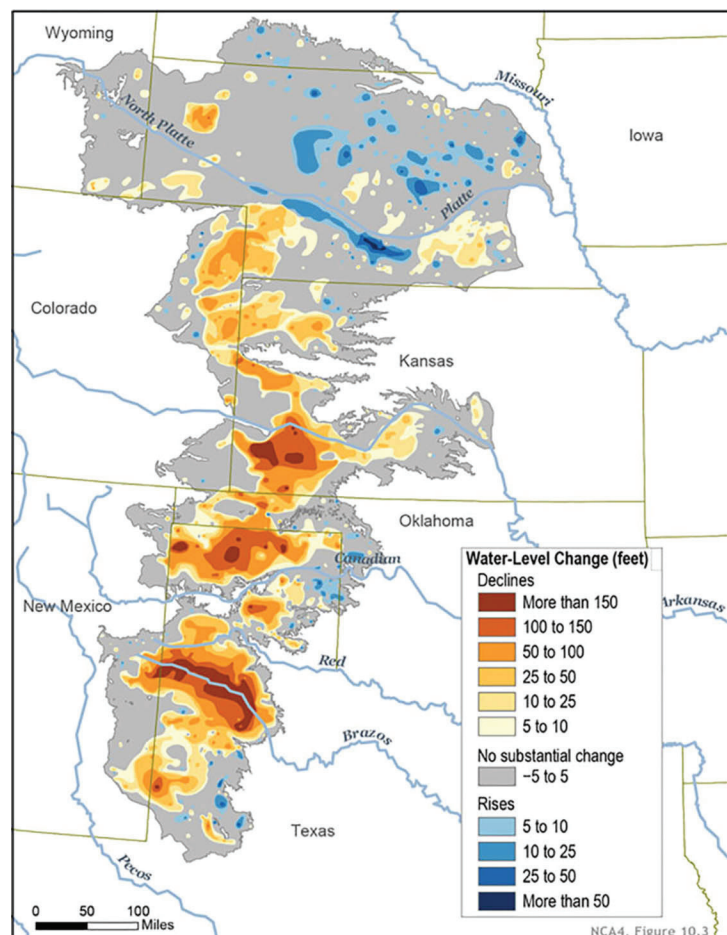 Wyoming
Missouri
North Platte
Iowa
Platte
Colorado
Kansas
Oklahoma
Canadian
New Mexico
Arkansas
Red
Brazos
Texas
Pecos
Water-Level Change (feet)
Declines
More than 150
100 to 150
50 to 100
25 to 50
10 to 25
5 to 10
No substantial change
−5 to 5
Rises
5 to 10
10 to 25
25 to 50
More than 50
0 50 100
Miles
NCA4, Figure 10.3